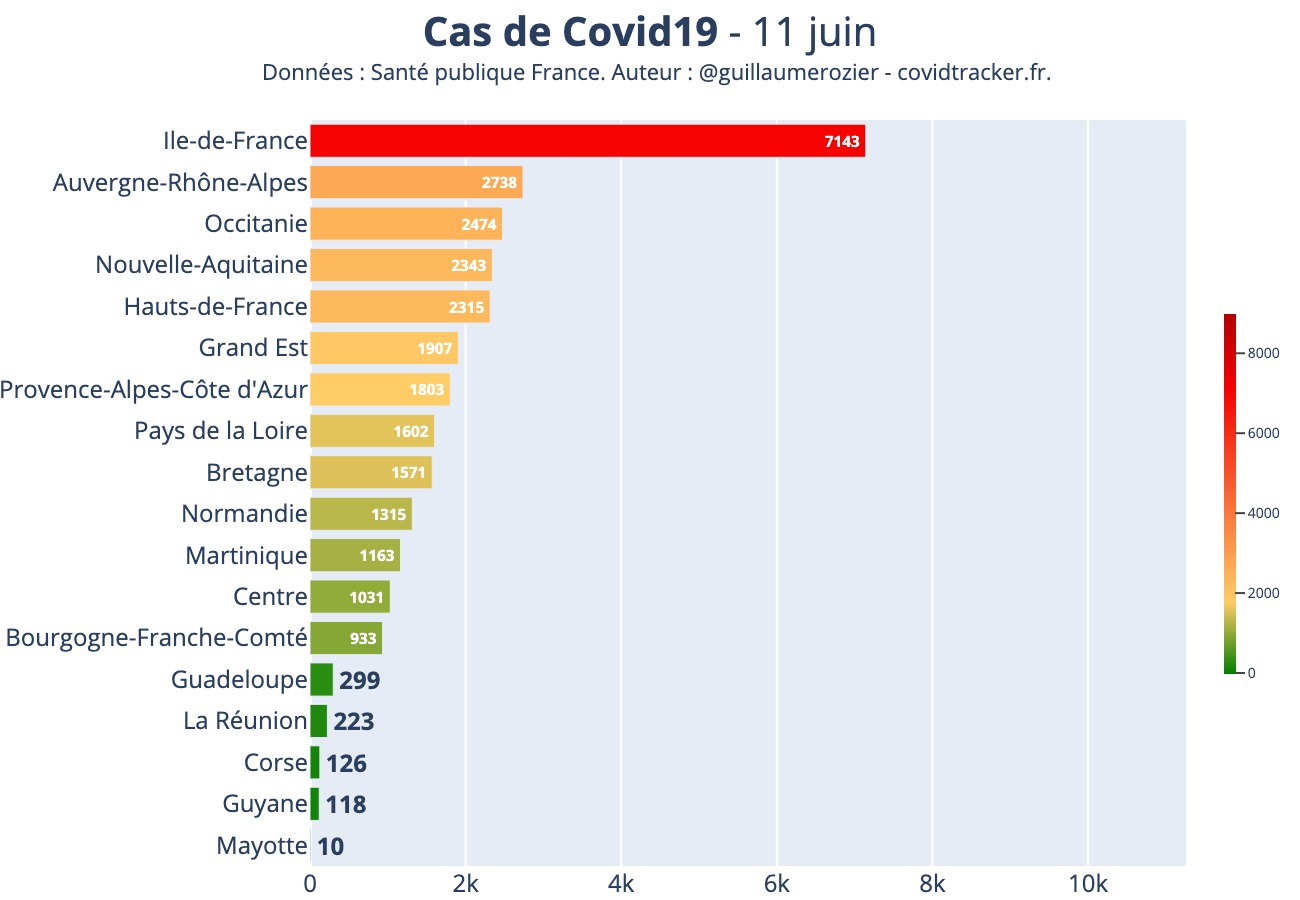 Cas de Covid19 - 11 juin
Données : Santé publique France. Auteur : @guillaumerozier - covidtracker.fr.
Ile-de-France 7143
Auvergne-Rhône-Alpes 2738
Occitanie 2474
Nouvelle-Aquitaine 2343
Hauts-de-France 2315
Grand Est 1907
Provence-Alpes-Côte d'Azur 1803
Pays de la Loire 1602
Bretagne 1571
Normandie 1315
Martinique 1163
Centre 1031
Bourgogne-Franche-Comté 933
Guadeloupe 299
La Réunion 223
Corse 126
Guyane 118
Mayotte 10
0 2k 4k 6k 8k 10k
8000
6000
4000
2000
0